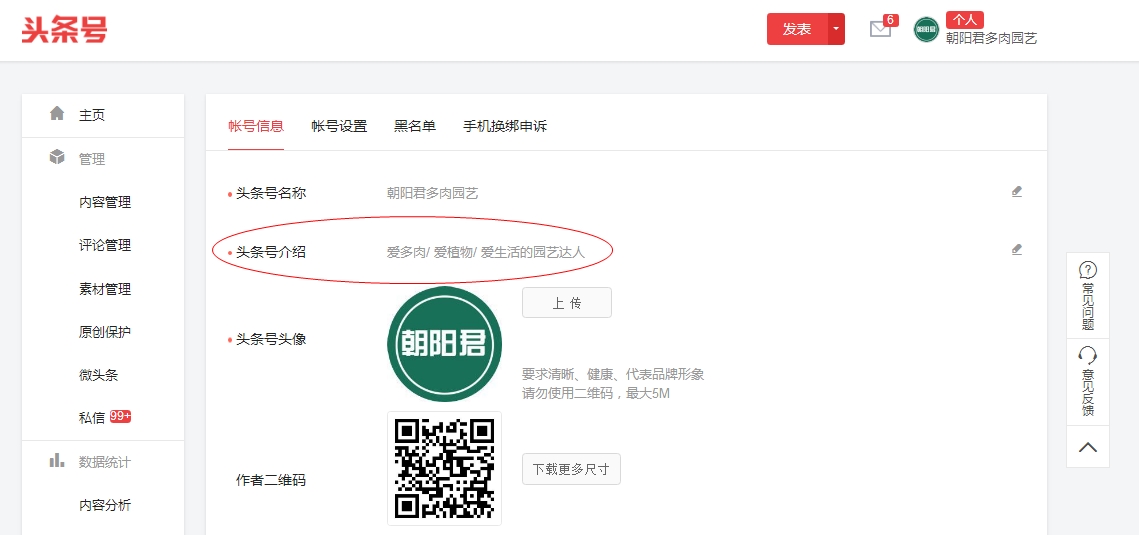 头条号
发表
6
个人
朝阳君
朝阳君多肉园艺
主页
管理
内容管理
评论管理
素材管理
原创保护
微头条
私信 99+
数据统计
内容分析
帐号信息 帐号设置 黑名单 手机换绑申诉
头条号名称 朝阳君多肉园艺
头条号介绍 爱多肉/ 爱植物/ 爱生活的园艺达人
头条号头像
朝阳君
上 传
要求清晰、健康、代表品牌形象
请勿使用二维码，最大5M
作者二维码
下载更多尺寸
常见问题
意见反馈